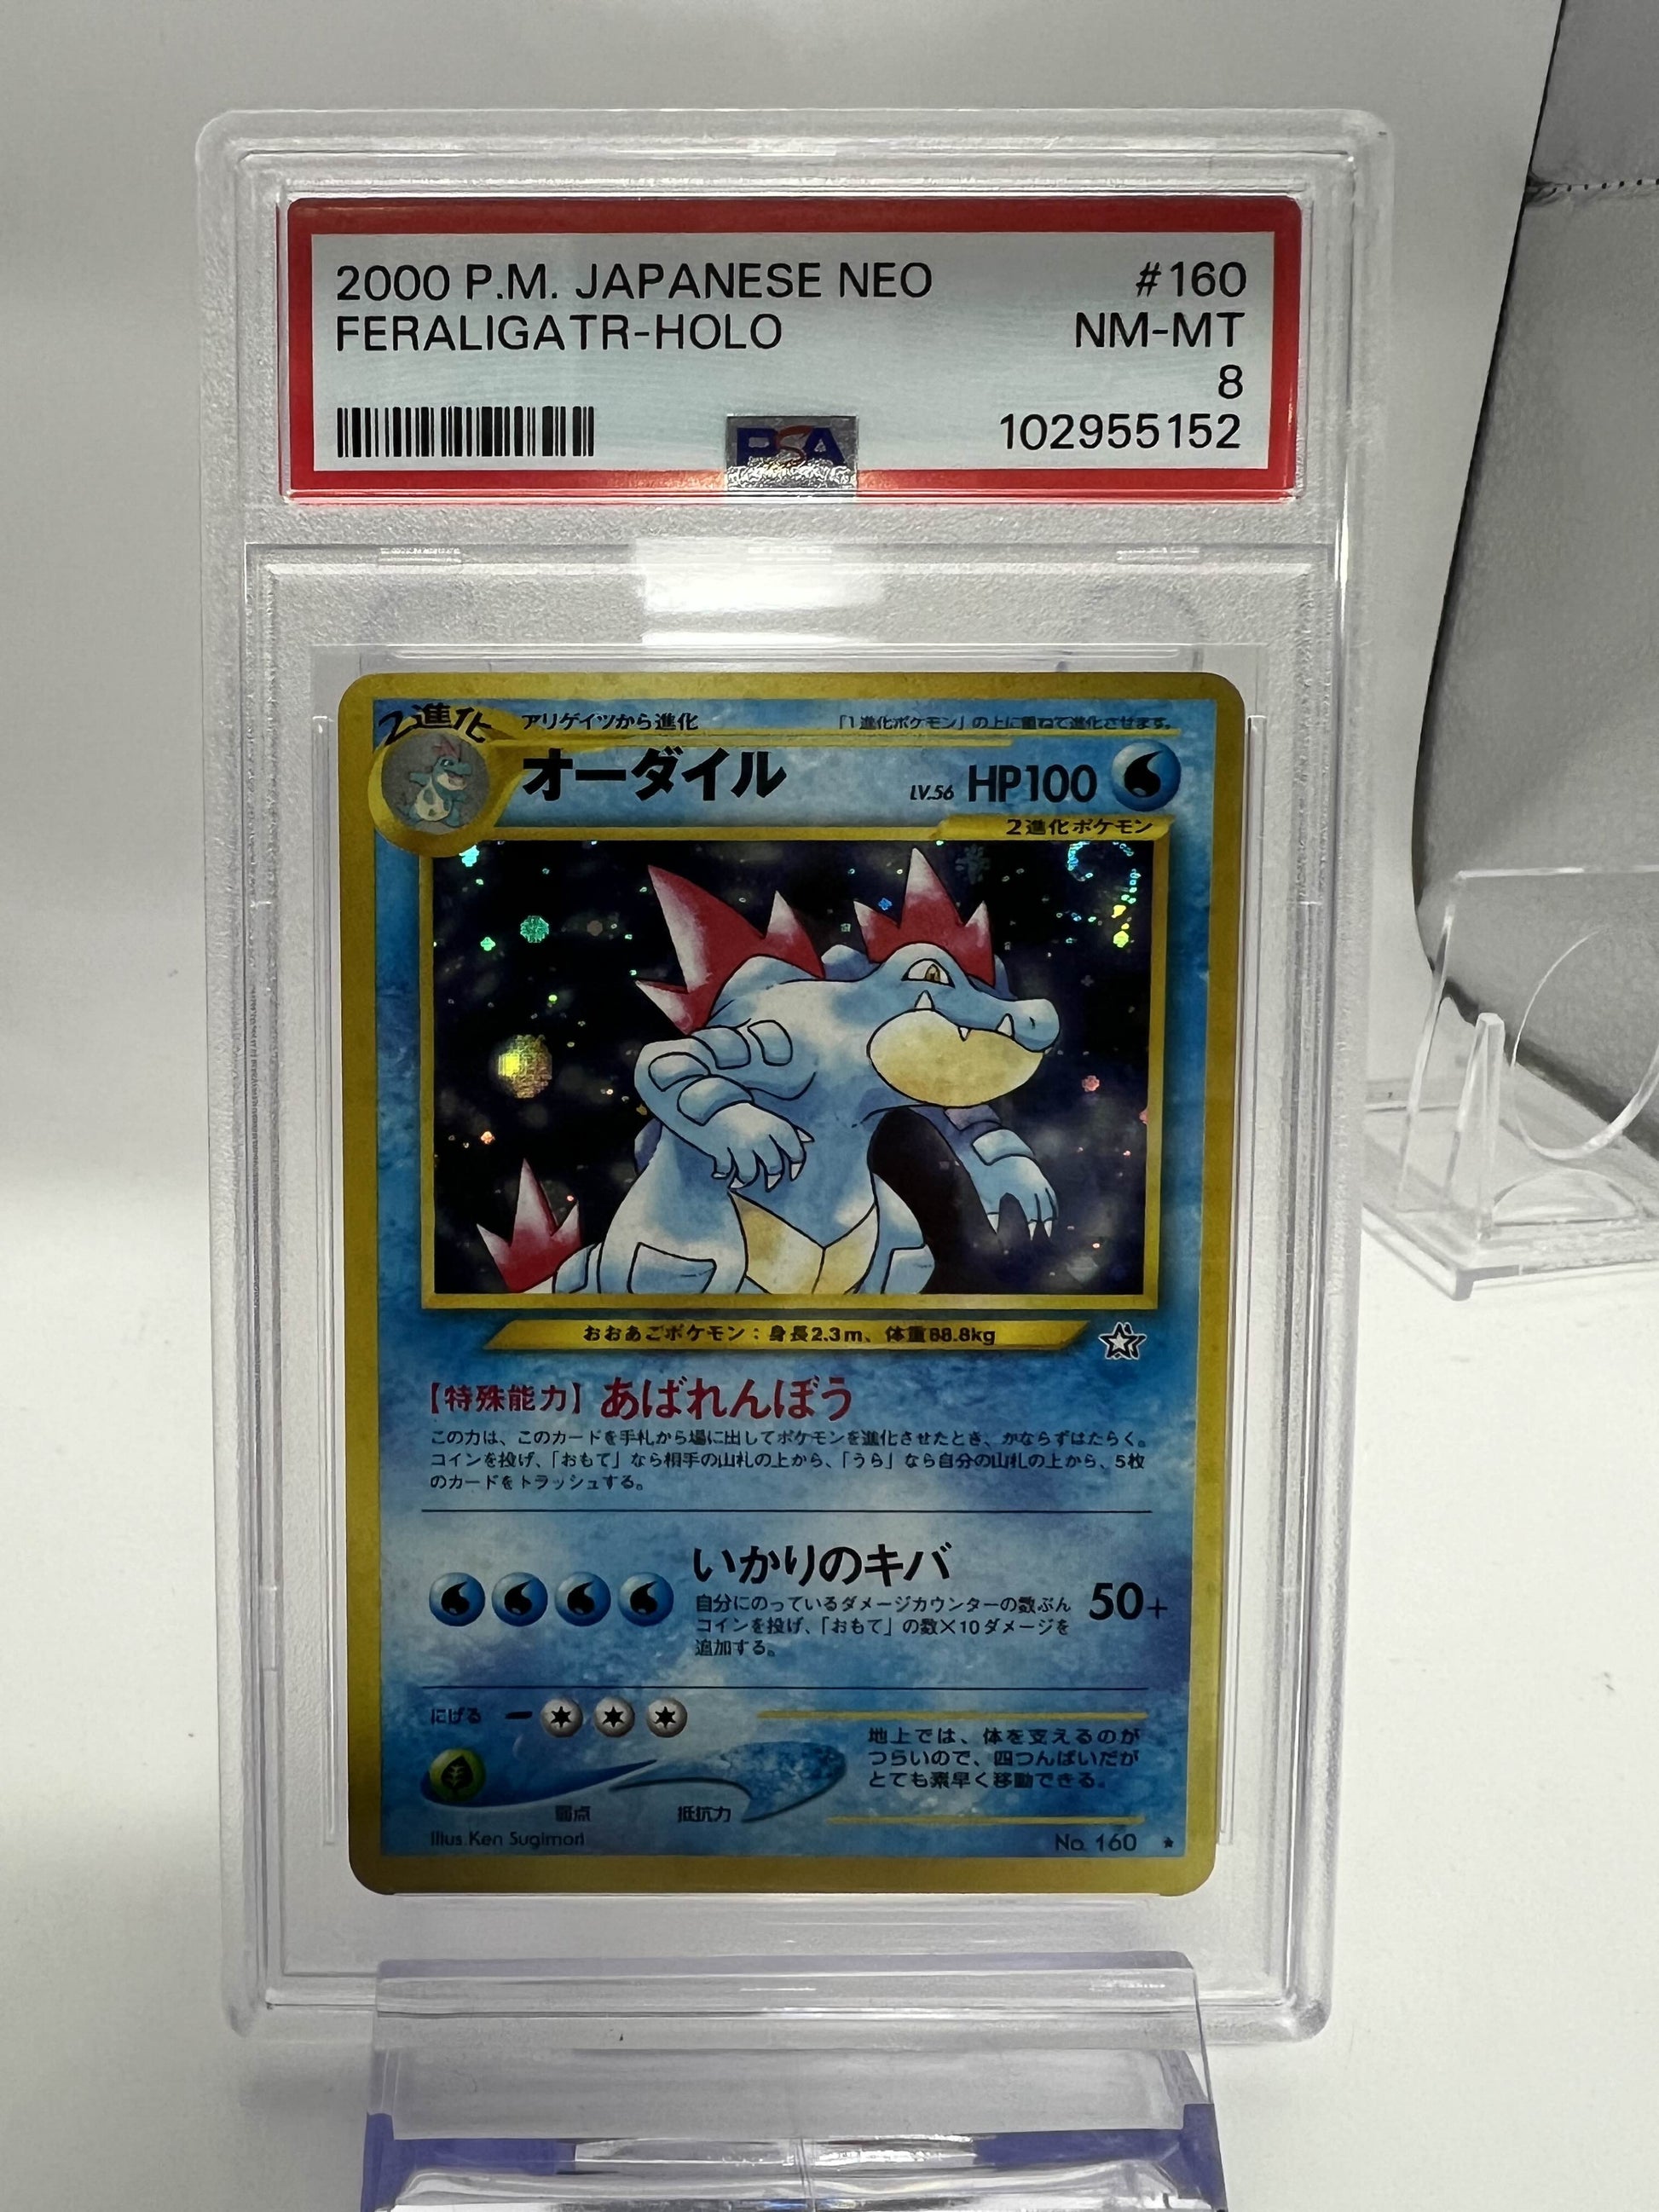 2000 P.M. JAPANESE NEO #160
FERALIGATR-HOLO NM-MT
8
PSA 102955152
2進化 アリゲイツから進化 「1進化ポケモン」の上に重ねて進化させます。
オーダイル LV.56 HP100
2進化ポケモン
おおあごポケモン：身長2.3m、体重88.8kg
【特殊能力】あばれんぼう
この力は、このカードを手札から場に出してポケモンを進化させたとき、かならずはたらく。
コインを投げ、「おもて」なら相手の山札の上から、「うら」なら自分の山札の上から、5枚
のカードをトラッシュする。
いかりのキバ 50+
自分にのっているダメージカウンターの数ぶん
コインを投げ、「おもて」の数×10ダメージを
追加する。
にげる
地上では、体を支えるのが
つらいので、四つんばいだが
とても素早く移動できる。
弱点 抵抗力
Illus.Ken Sugimori No. 160 ★